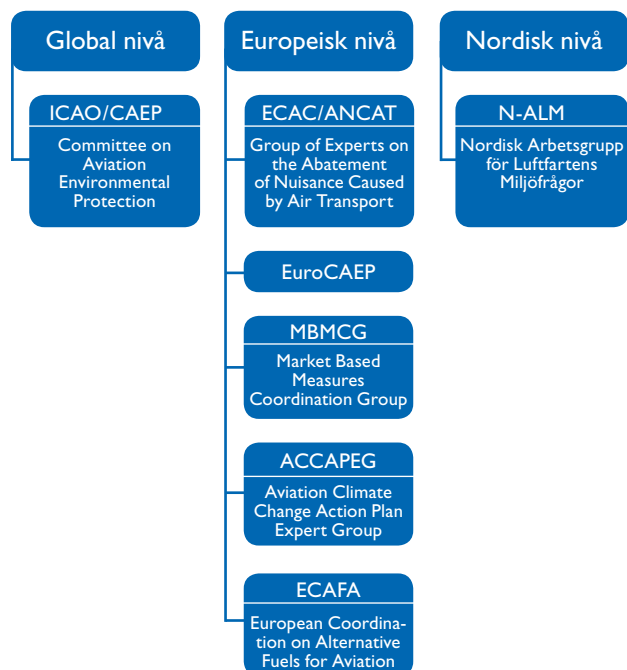 Global nivå
ICAO/CAEP
Committee on
Aviation
Environmental
Protection
Europeisk nivå
ECAC/ANCAT
Group of Experts on
the Abatement
of Nuisance Caused
by Air Transport
EuroCAEP
MBMCG
Market Based
Measures
Coordination Group
ACCAPEG
Aviation Climate
Change Action Plan
Expert Group
ECAFA
European Coordina-
tion on Alternative
Fuels for Aviation
Nordisk nivå
N-ALM
Nordisk Arbetsgrupp
för Luftfartens
Miljöfrågor